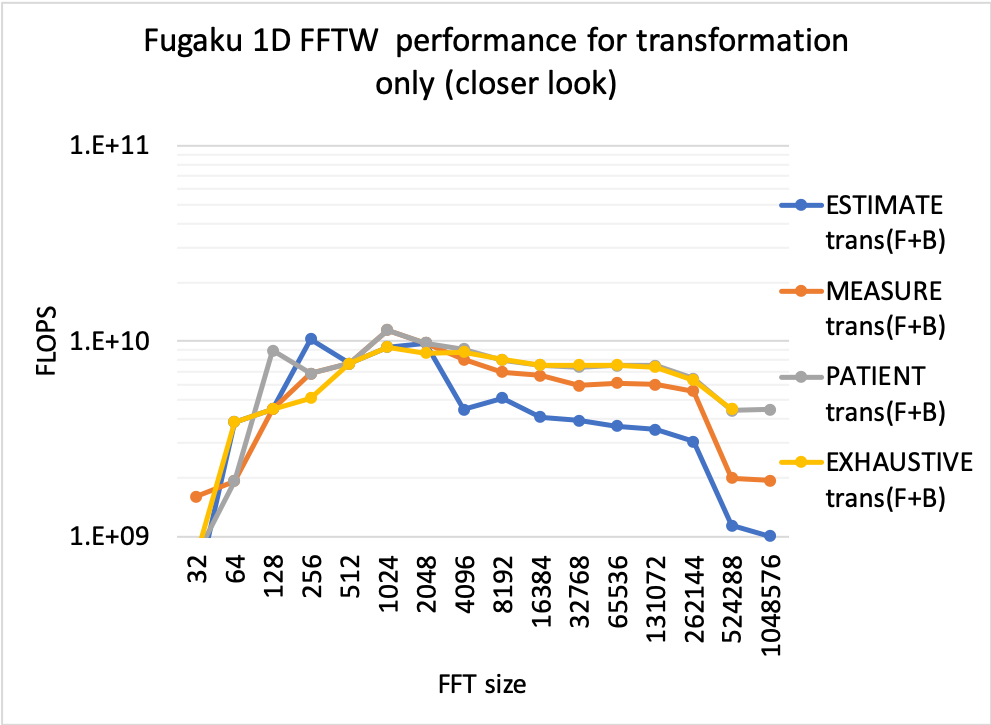 Fugaku 1D FFTW  performance for transformation
only (closer look)
1.E+11
1.E+10
1.E+09
FLOPS
32
64
128
256
512
1024
2048
4096
8192
16384
32768
65536
131072
262144
524288
1048576
FFT size
ESTIMATE
trans(F+B)
MEASURE
trans(F+B)
PATIENT
trans(F+B)
EXHAUSTIVE
trans(F+B)